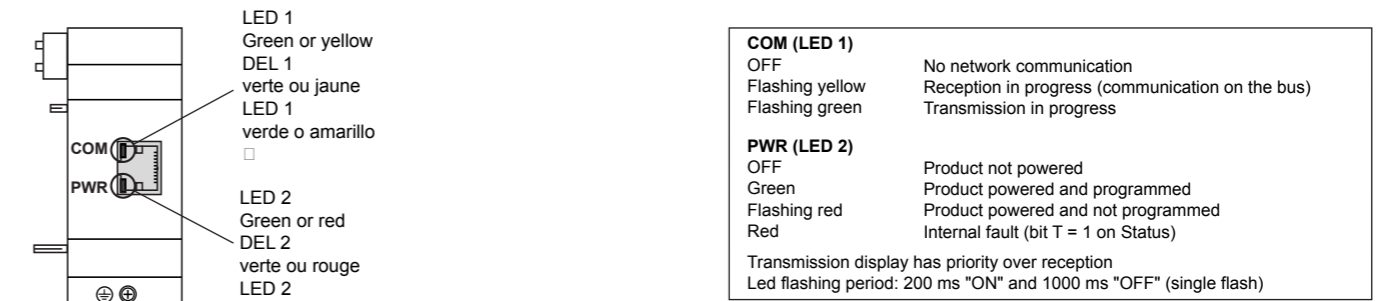 LED 1
Green or yellow
DEL 1
verte ou jaune
LED 1
verde o amarillo
COM
PWR
LED 2
Green or red
DEL 2
verte ou rouge
LED 2
COM (LED 1)
OFF No network communication
Flashing yellow Reception in progress (communication on the bus)
Flashing green Transmission in progress
PWR (LED 2)
OFF Product not powered
Green Product powered and programmed
Flashing red Product powered and not programmed
Red Internal fault (bit T = 1 on Status)
Transmission display has priority over reception
Led flashing period: 200 ms "ON" and 1000 ms "OFF" (single flash)